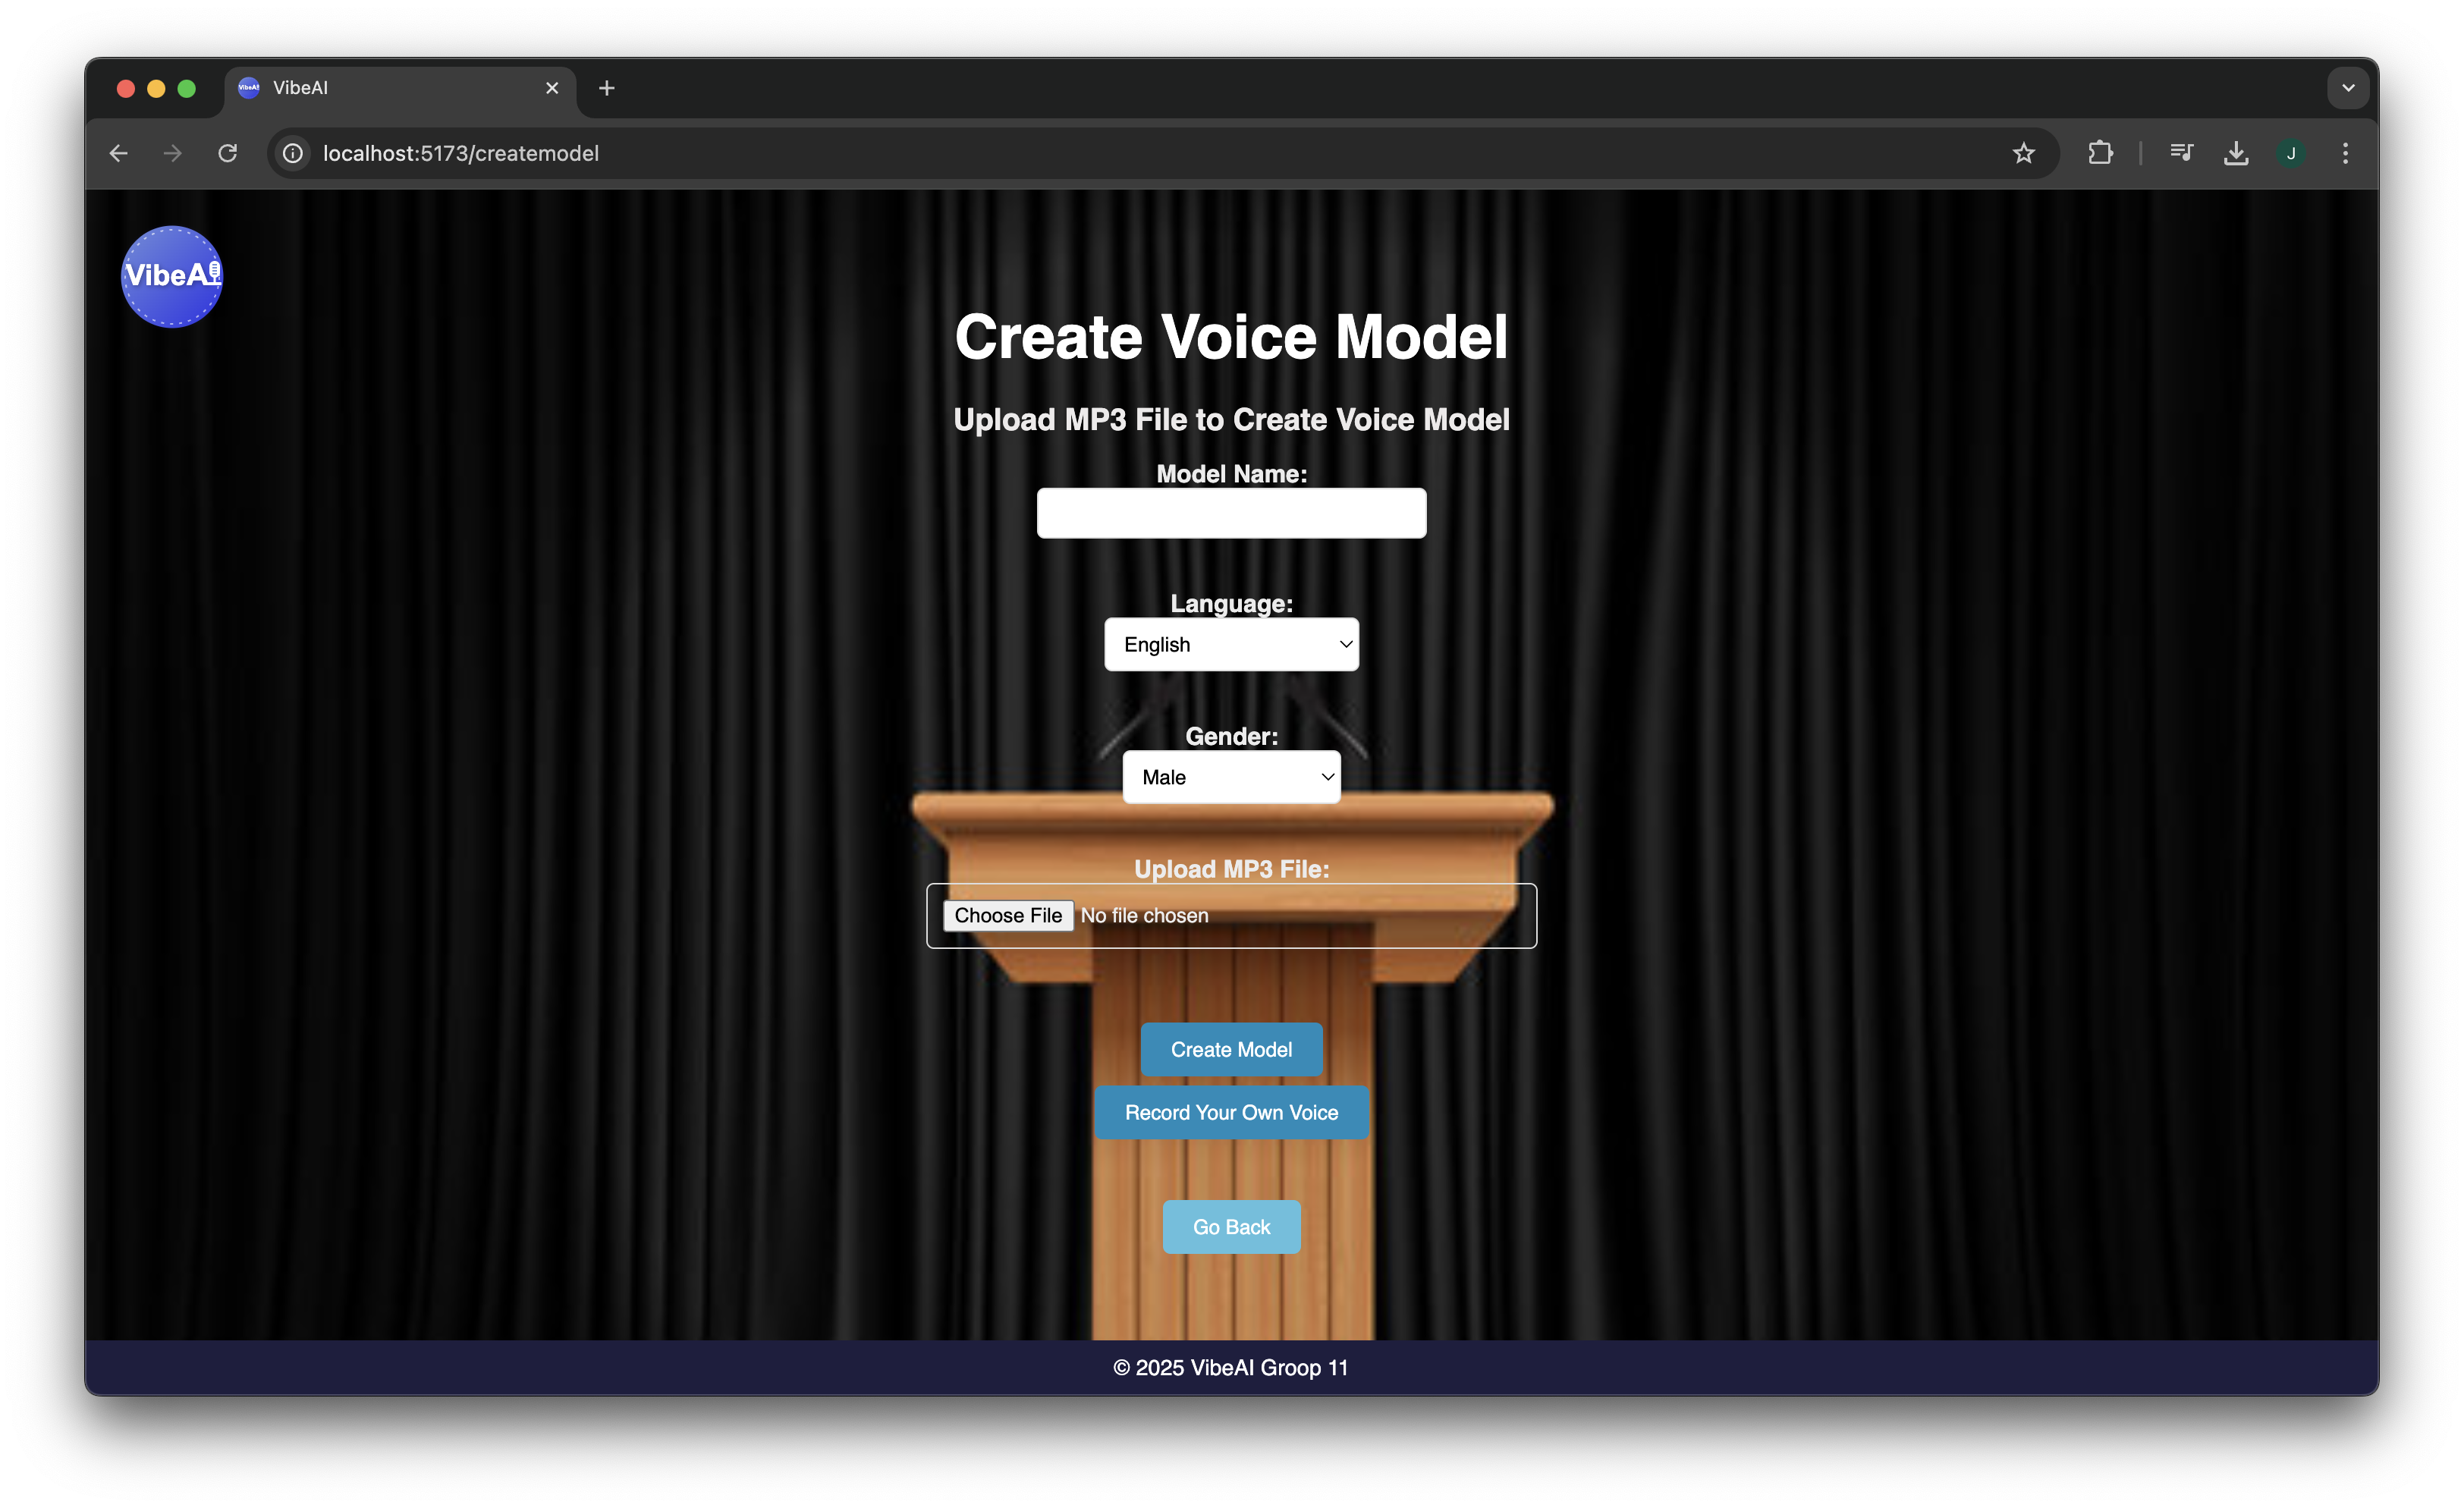 VibeAI
VibeAI
localhost:5173/createmodel
J
VibeAI
Create Voice Model
Upload MP3 File to Create Voice Model
Model Name:
Language:
English
Gender:
Male
Upload MP3 File:
Choose File No file chosen
Create Model
Record Your Own Voice
Go Back
© 2025 VibeAI Groop 11